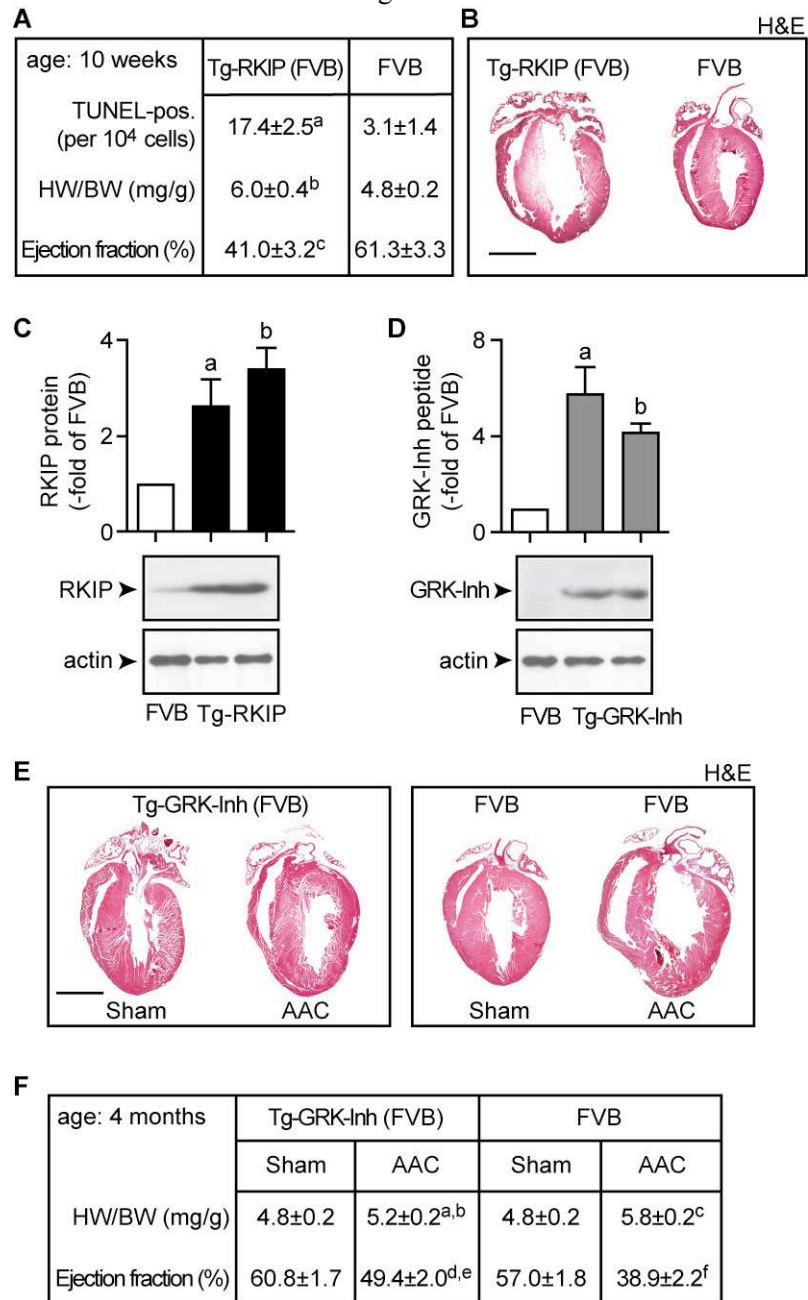 A
age: 10 weeks Tg-RKIP (FVB) FVB
TUNEL-pos.
(per 10⁴ cells) 17.4±2.5ᵃ 3.1±1.4
HW/BW (mg/g) 6.0±0.4ᵇ 4.8±0.2
Ejection fraction (%) 41.0±3.2ᶜ 61.3±3.3
B
H&E
Tg-RKIP (FVB) FVB
C
RKIP protein
(-fold of FVB)
4
2
0
a
b
RKIP
actin
FVB Tg-RKIP
D
GRK-Inh peptide
(-fold of FVB)
8
4
0
a
b
GRK-Inh
actin
FVB Tg-GRK-Inh
E
H&E
Tg-GRK-Inh (FVB)
Sham AAC
FVB FVB
Sham AAC
F
age: 4 months Tg-GRK-Inh (FVB) FVB
Sham AAC Sham AAC
HW/BW (mg/g) 4.8±0.2 5.2±0.2ᵃ,ᵇ 4.8±0.2 5.8±0.2ᶜ
Ejection fraction (%) 60.8±1.7 49.4±2.0ᵈ,ᵉ 57.0±1.8 38.9±2.2ᶠ